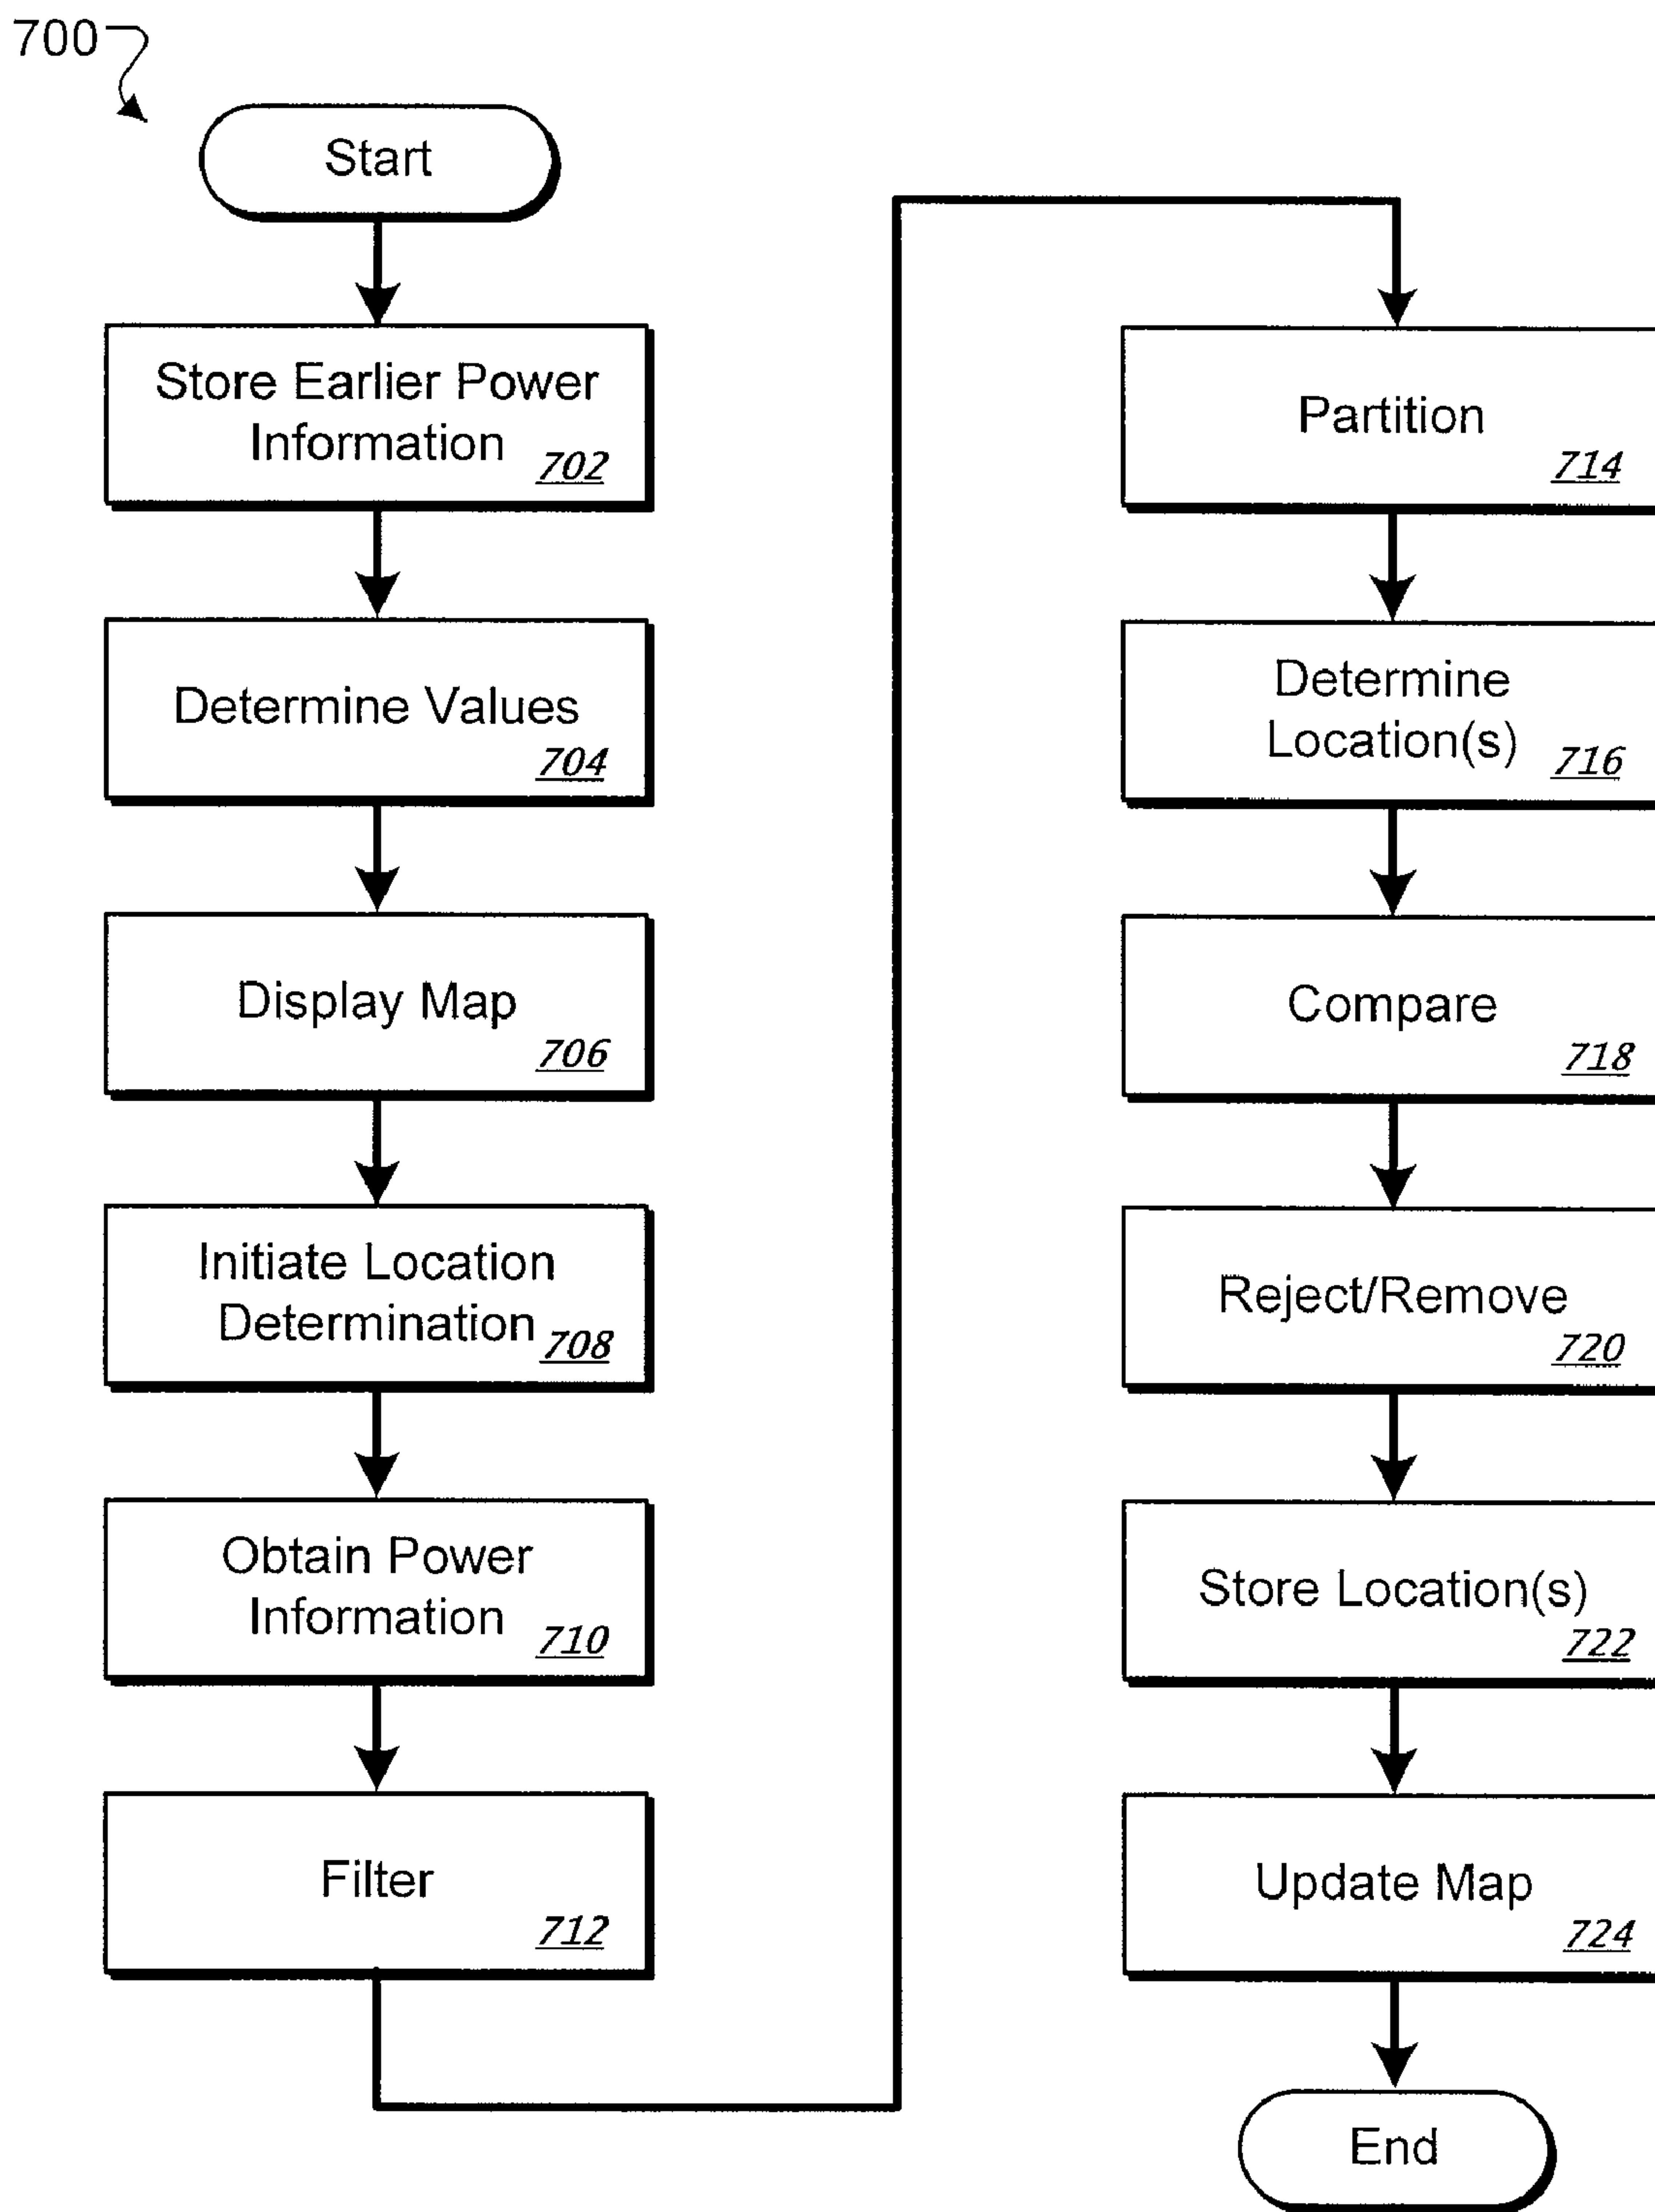 700
Start
Store Earlier Power
Information
702
Determine Values
704
Display Map
706
Initiate Location
Determination
708
Obtain Power
Information
710
Filter
712
Partition
714
Determine
Location(s)
716
Compare
718
Reject/Remove
720
Store Location(s)
722
Update Map
724
End